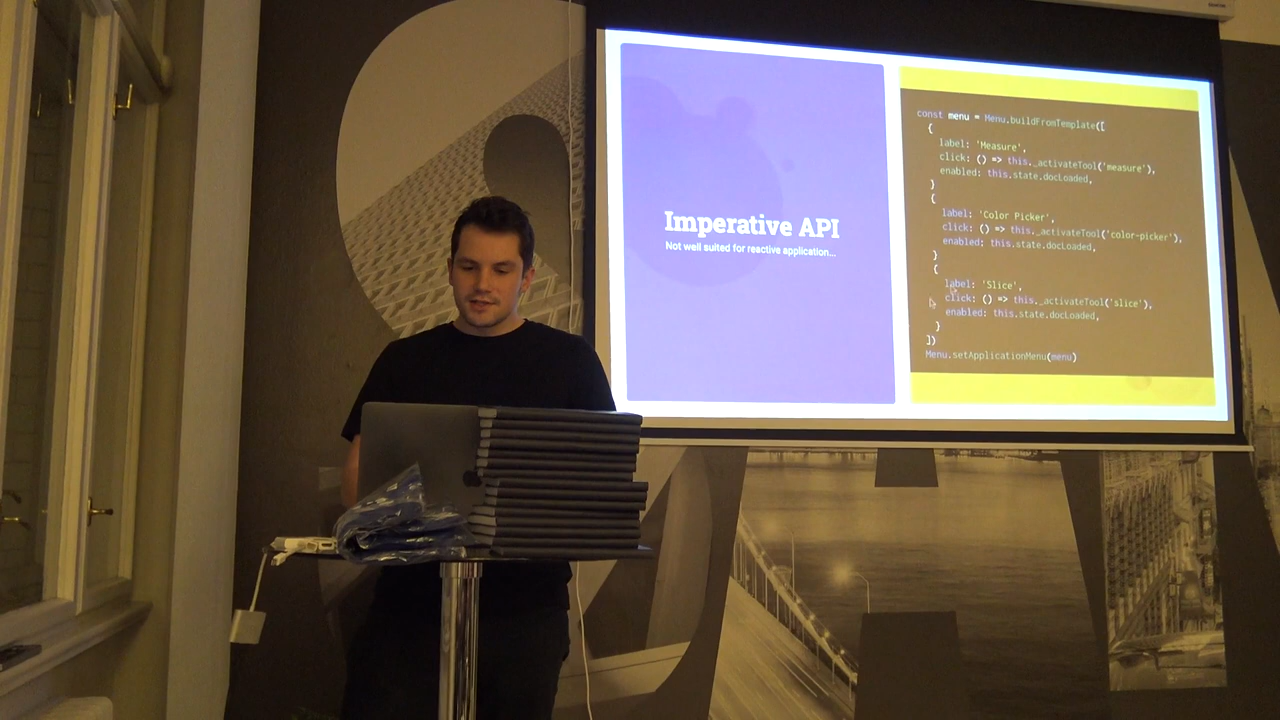 Imperative API
Not well suited for reactive application...
const menu = Menu.buildFromTemplate([
{
label: 'Measure',
click: () => this._activateTool('measure'),
enabled: this.state.docLoaded,
}
{
label: 'Color Picker',
click: () => this._activateTool('color-picker'),
enabled: this.state.docLoaded,
}
{
label: 'Slice',
click: () => this._activateTool('slice'),
enabled: this.state.docLoaded,
}
])
Menu.setApplicationMenu(menu)